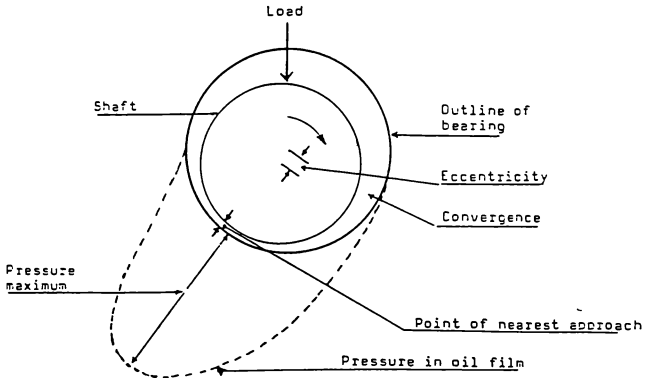 Load
Shaft
Outline of
bearing
Eccentricity
Convergence
Pressure
maximum
Point of nearest approach
Pressure in oil film